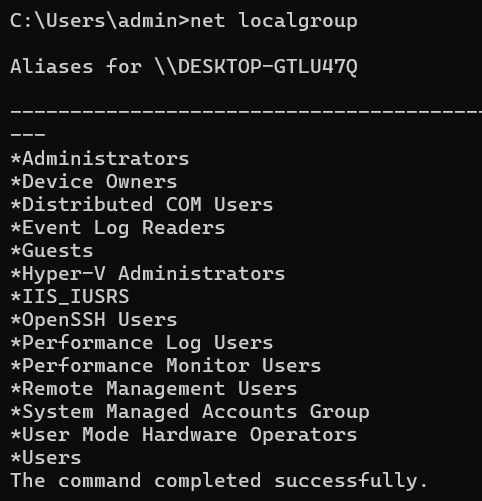 C:\Users\admin>net localgroup
Aliases for \\DESKTOP-GTLU47Q
-----------------------------------------
---
*Administrators
*Device Owners
*Distributed COM Users
*Event Log Readers
*Guests
*Hyper-V Administrators
*IIS_IUSRS
*OpenSSH Users
*Performance Log Users
*Performance Monitor Users
*Remote Management Users
*System Managed Accounts Group
*User Mode Hardware Operators
*Users
The command completed successfully.